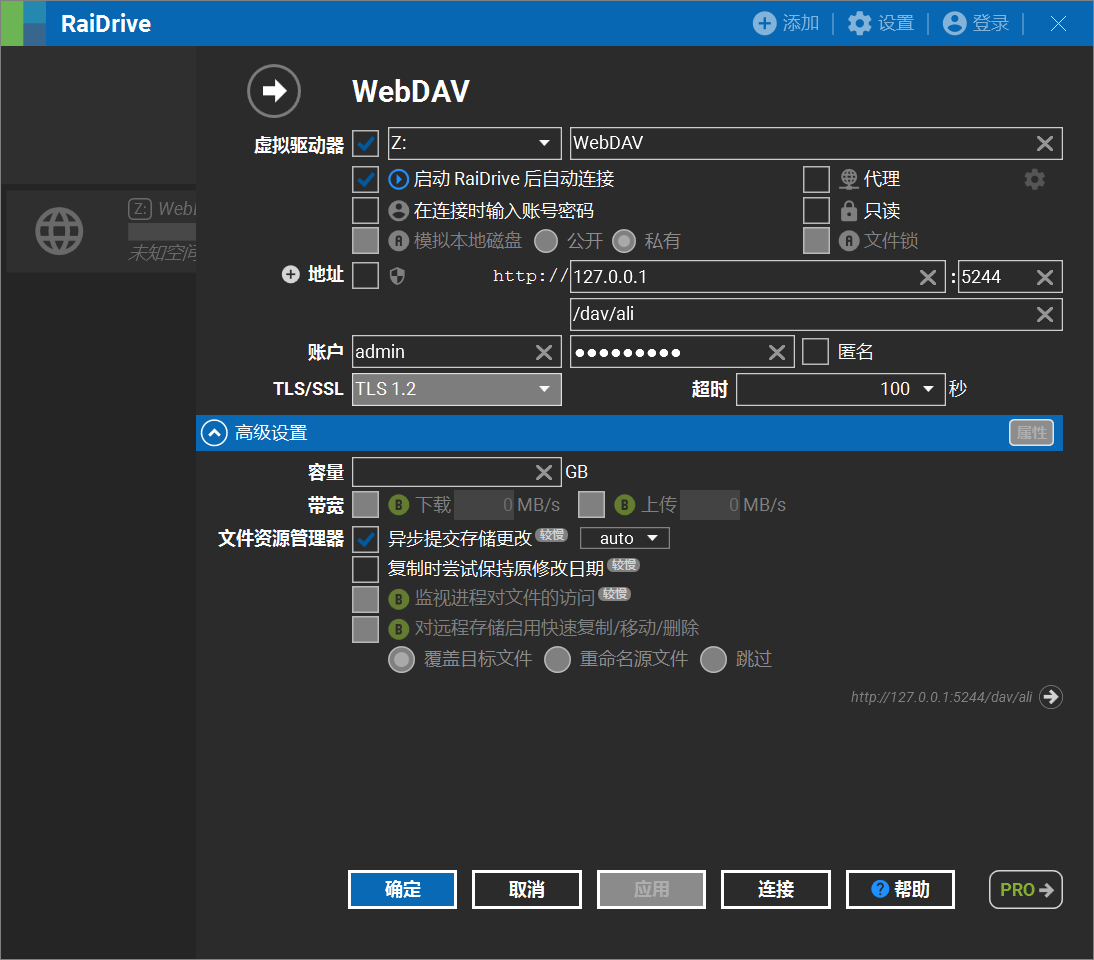 RaiDrive 添加 设置 登录
WebDAV
虚拟驱动器 Z: WebDAV
启动 RaiDrive 后自动连接 代理
在连接时输入账号密码 只读
A 模拟本地磁盘 公开 私有 A 文件锁
Z: WebD
未知空间
地址 http:// 127.0.0.1 : 5244
/dav/ali
账户 admin ●●●●●●●●● 匿名
TLS/SSL TLS 1.2 超时 100 秒
高级设置 属性
容量 GB
带宽 B 下载 0 MB/s B 上传 0 MB/s
文件资源管理器 异步提交存储更改 较慢 auto
复制时尝试保持原修改日期 较慢
B 监视进程对文件的访问 较慢
B 对远程存储启用快速复制/移动/删除
覆盖目标文件 重命名源文件 跳过
http://127.0.0.1:5244/dav/ali
确定 取消 应用 连接 ? 帮助 PRO